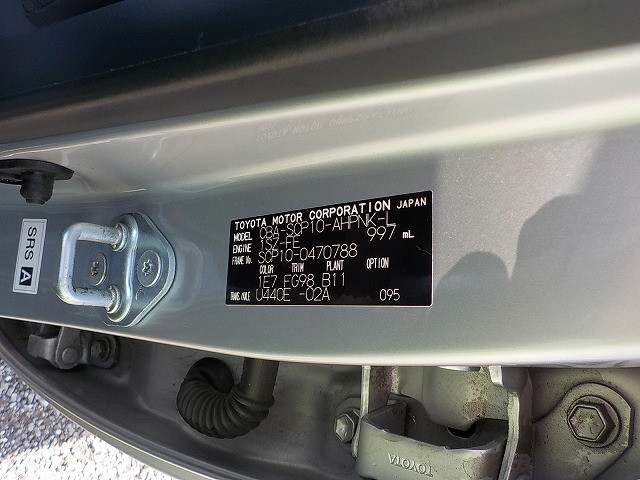 TOYOTA MOTOR CORPORATION JAPAN
MODEL CBA-SCP10-AHPNK-L
ENGINE 1SZ-FE 997 mL
FRAME No. SCP10-0470788
COLOR TRIM PLANT OPTION
1E7 FG98 B11
TRANS./AXLE U440E -02A 095
SRS A
TOYOTA